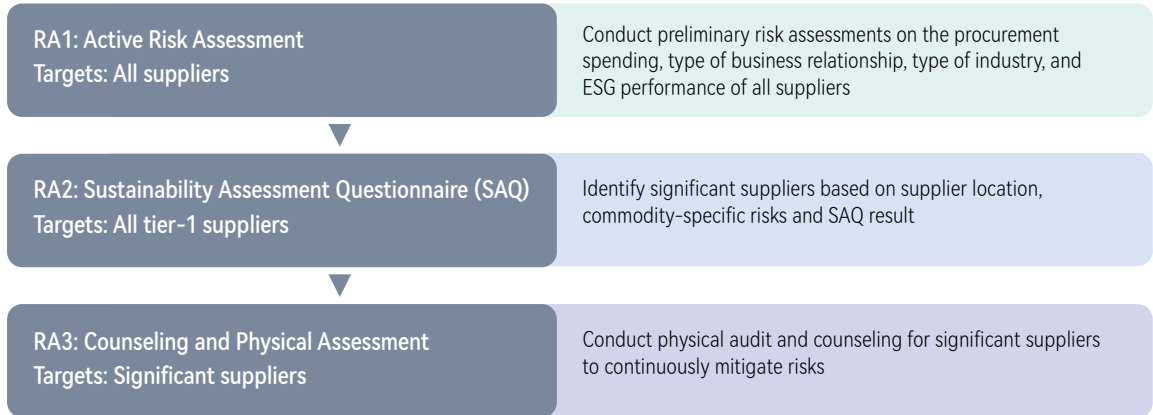 RA1: Active Risk Assessment
Targets: All suppliers
Conduct preliminary risk assessments on the procurement
spending, type of business relationship, type of industry, and
ESG performance of all suppliers
RA2: Sustainability Assessment Questionnaire (SAQ)
Targets: All tier-1 suppliers
Identify significant suppliers based on supplier location,
commodity-specific risks and SAQ result
RA3: Counseling and Physical Assessment
Targets: Significant suppliers
Conduct physical audit and counseling for significant suppliers
to continuously mitigate risks